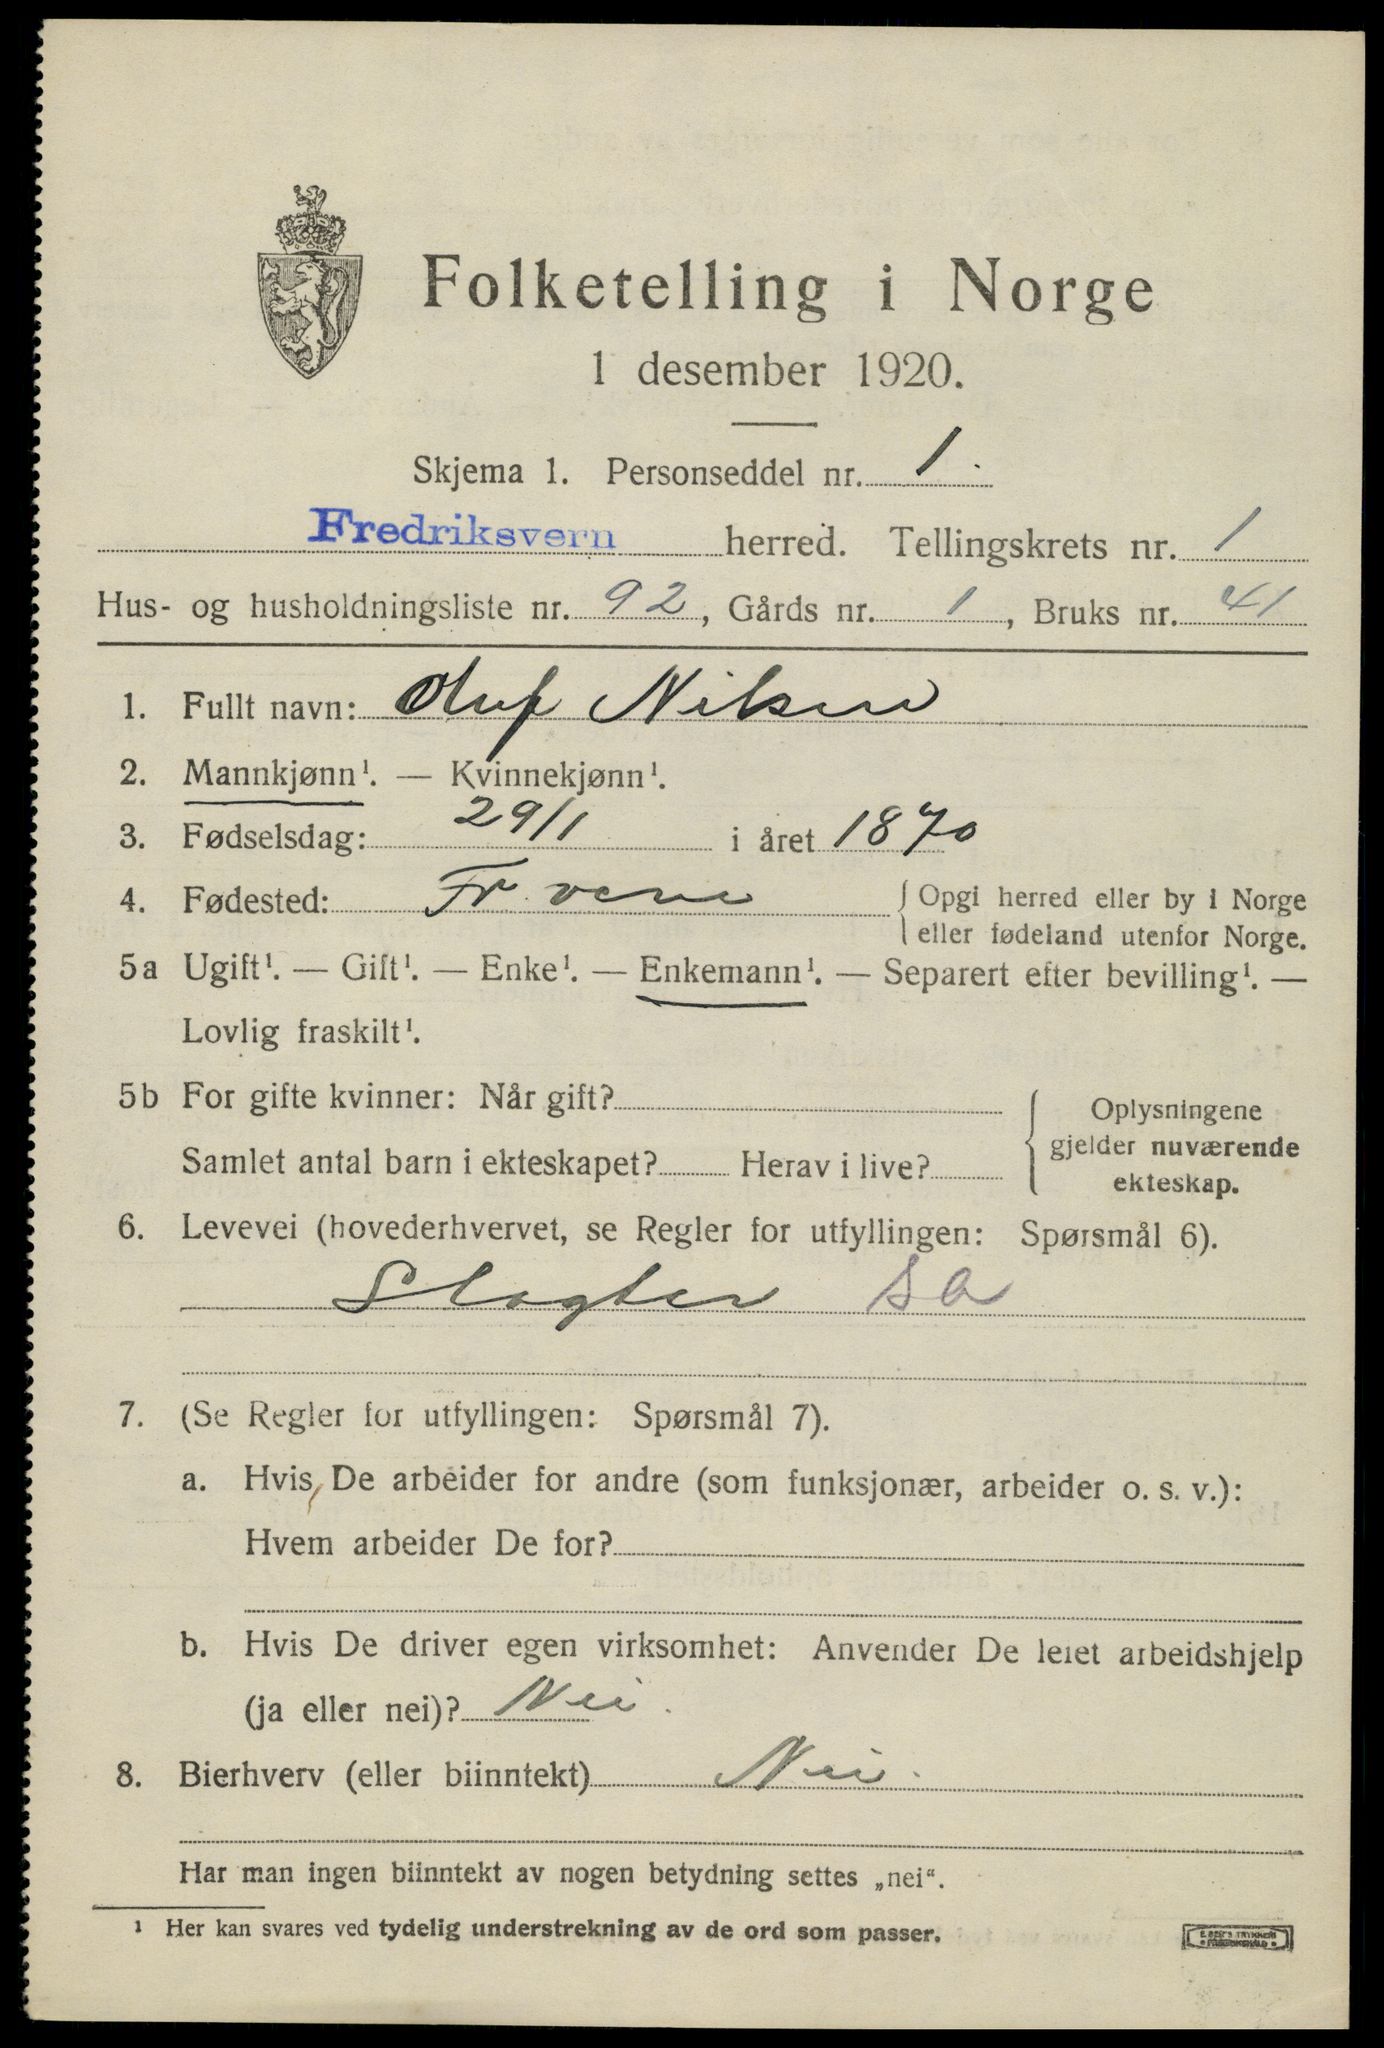 Folketelling i Norge
1 desember 1920.
Skjema 1. Personseddel nr. 1.
Fredriksvern herred. Tellingskrets nr. 1
Hus- og husholdningsliste nr. 92, Gårds nr. 1, Bruks nr. 41
1. Fullt navn: Oluf Nilsen
2. Mannkjønn¹. — Kvinnekjønn¹.
3. Fødselsdag: 29/1 i året 1870
4. Fødested: Fr. vern { Opgi herred eller by i Norge
eller fødeland utenfor Norge.
5a Ugift¹. — Gift¹. — Enke¹. — Enkemann¹. — Separert efter bevilling¹. —
Lovlig fraskilt¹.
5b For gifte kvinner: Når gift?
Samlet antal barn i ekteskapet? Herav i live?
{ Oplysningene
gjelder nuværende
ekteskap.
6. Levevei (hovederhvervet, se Regler for utfyllingen: Spørsmål 6).
Slagter sa
7. (Se Regler for utfyllingen: Spørsmål 7).
a. Hvis De arbeider for andre (som funksjonær, arbeider o. s. v.):
Hvem arbeider De for?
b. Hvis De driver egen virksomhet: Anvender De leiet arbeidshjelp
(ja eller nei)? Nei.
8. Bierhverv (eller biinntekt) Nei.
Har man ingen biinntekt av nogen betydning settes „nei“.
¹ Her kan svares ved tydelig understrekning av de ord som passer.